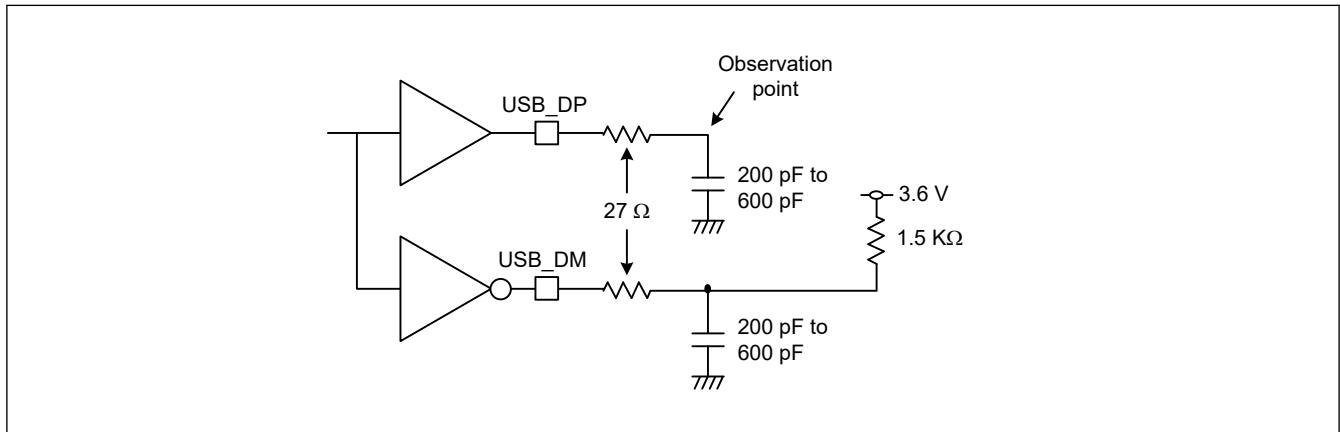 Observation
point
USB_DP
200 pF to
600 pF
3.6 V
27 Ω
1.5 KΩ
USB_DM
200 pF to
600 pF